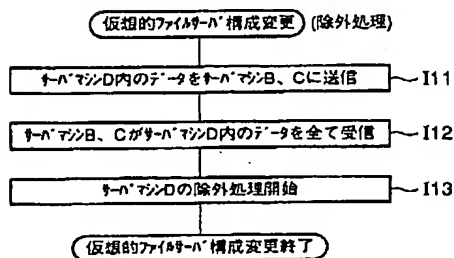 仮想的ファイルサーバ構成変更 (除外処理)
サーバマシンD内のデータをサーバマシンB、Cに送信 I11
サーバマシンB、CがサーバマシンD内のデータを全て受信 I12
サーバマシンDの除外処理開始 I13
仮想的ファイルサーバ構成変更終了